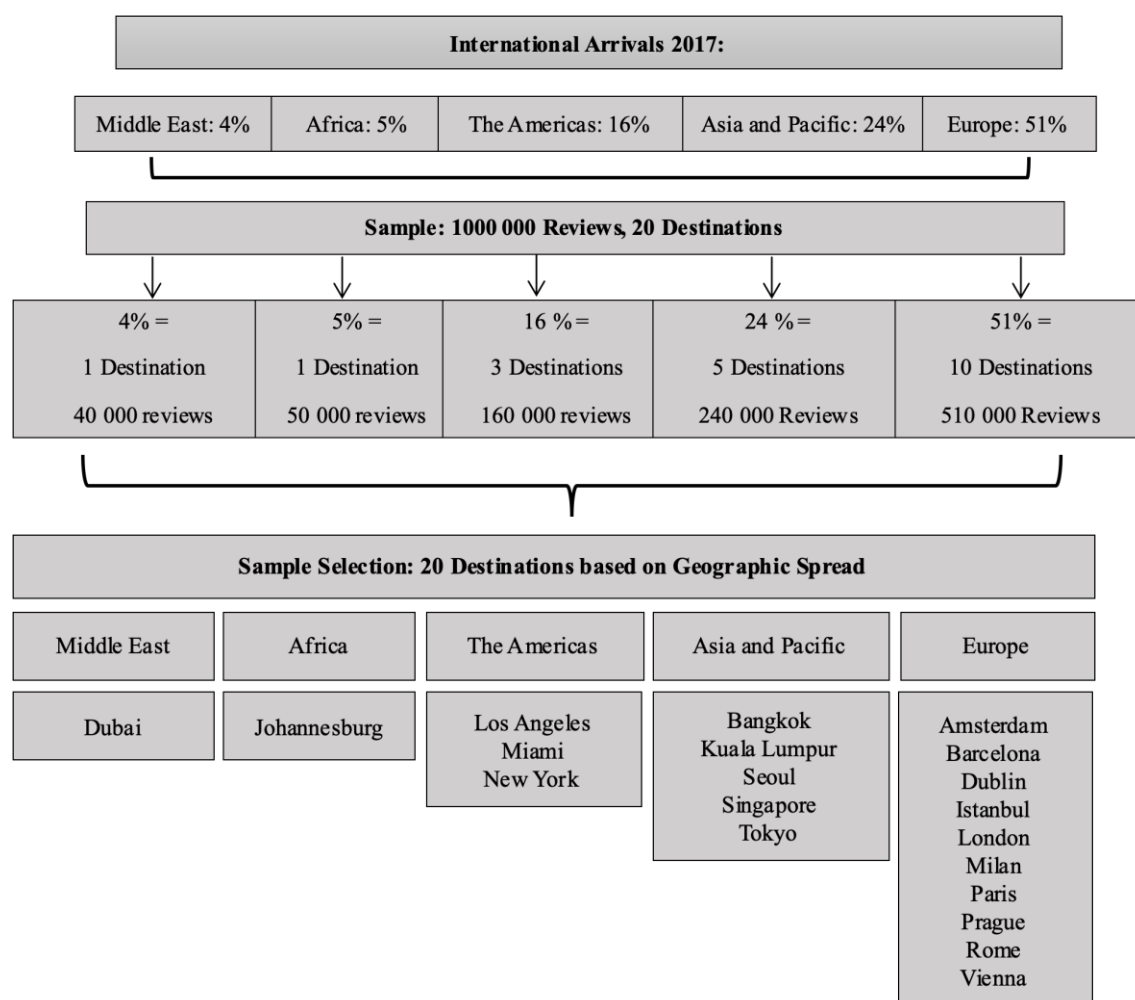 International Arrivals 2017:
Middle East: 4%
Africa: 5%
The Americas: 16%
Asia and Pacific: 24%
Europe: 51%
Sample: 1000 000 Reviews, 20 Destinations
4% =
1 Destination
40 000 reviews
5% =
1 Destination
50 000 reviews
16 % =
3 Destinations
160 000 reviews
24 % =
5 Destinations
240 000 Reviews
51% =
10 Destinations
510 000 Reviews
Sample Selection: 20 Destinations based on Geographic Spread
Middle East
Africa
The Americas
Asia and Pacific
Europe
Dubai
Johannesburg
Los Angeles
Miami
New York
Bangkok
Kuala Lumpur
Seoul
Singapore
Tokyo
Amsterdam
Barcelona
Dublin
Istanbul
London
Milan
Paris
Prague
Rome
Vienna